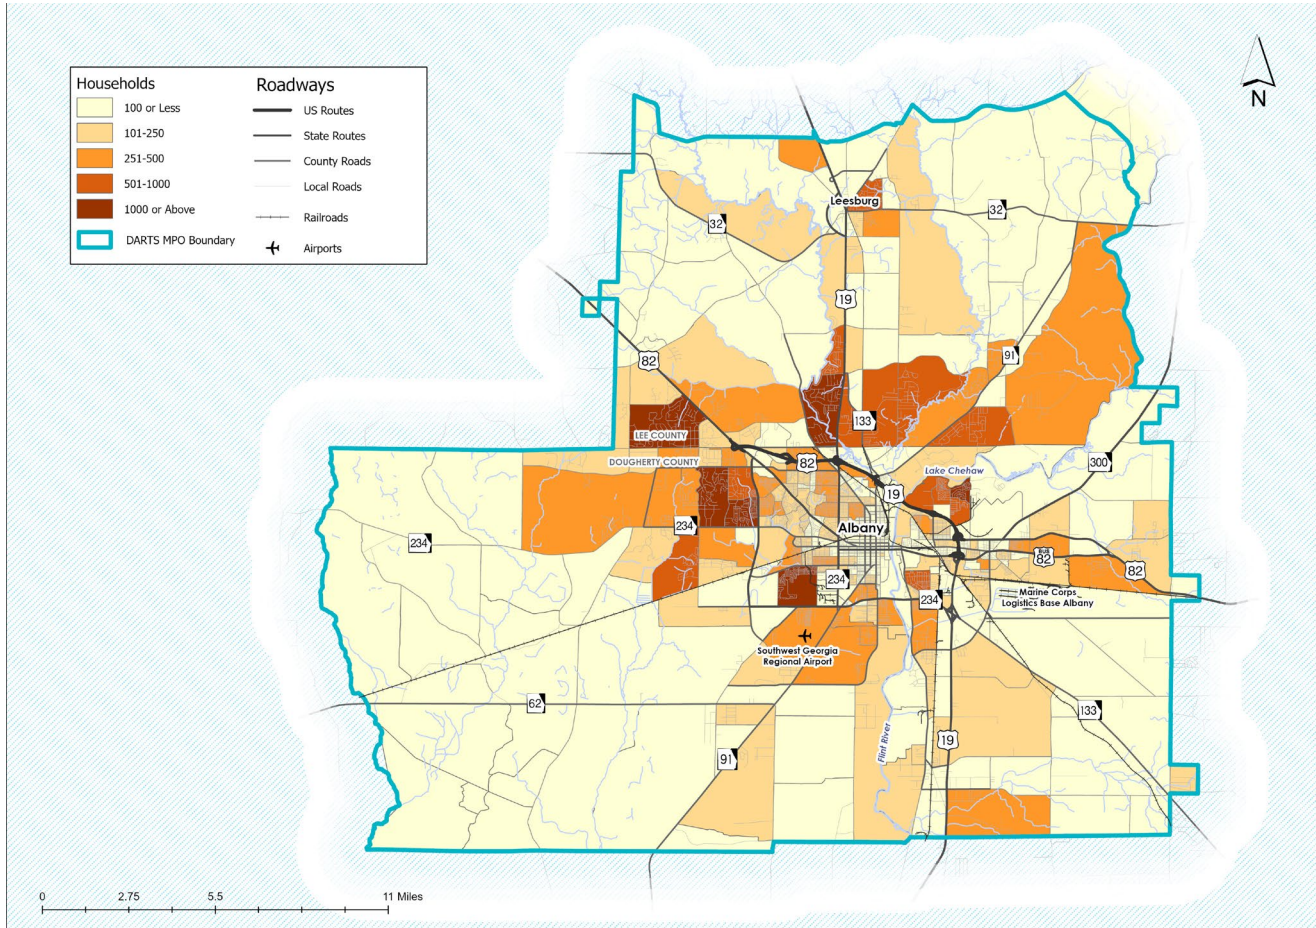 Households
100 or Less
101-250
251-500
501-1000
1000 or Above
DARTS MPO Boundary
Roadways
US Routes
State Routes
County Roads
Local Roads
Railroads
Airports
N
Leesburg
32
32
19
82
91
133
LEE COUNTY
DOUGHERTY COUNTY
82
Lake Chehaw
300
19
Albany
234
234
BUS
82
82
234
234
Marine Corps
Logistics Base Albany
Southwest Georgia
Regional Airport
62
133
19
Flint River
91
0
2.75
5.5
11 Miles